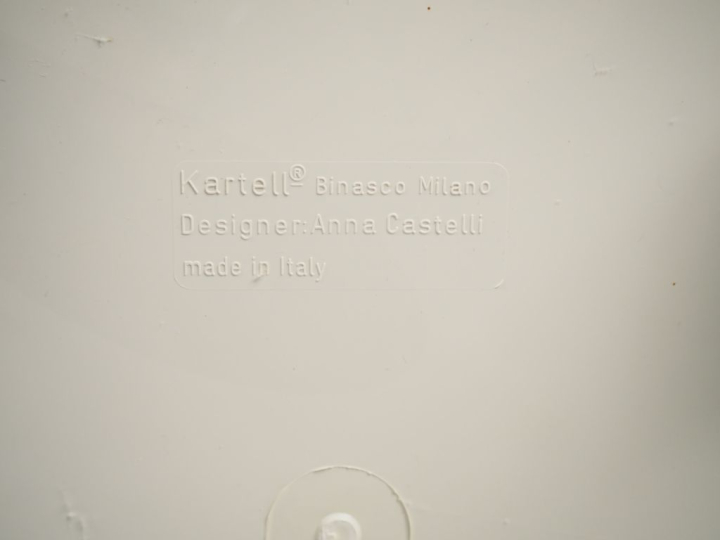 Kartell® Binasco Milano
Designer: Anna Castelli
made in Italy